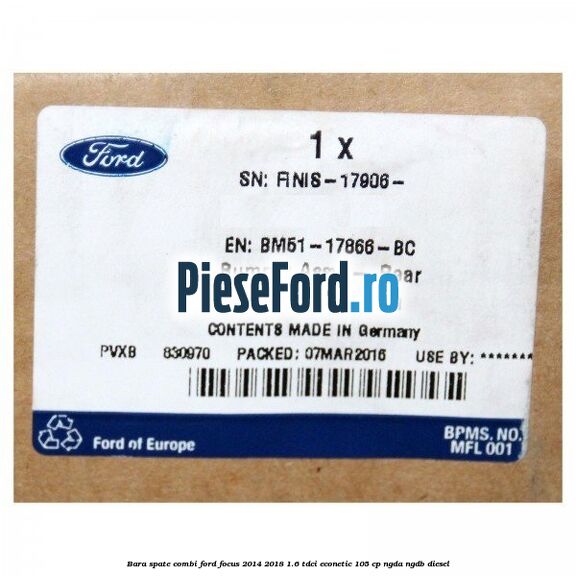 Ford
1 x
SN: FINIS-17906-
EN: BM51-17866-BC
Rear
PieseFord.ro
CONTENTS MADE IN Germany
PVXB 830970 PACKED: 07MAR2016 USE BY: *******
Ford of Europe
BPMS. NO.
MFL 001
Bara spate combi ford focus 2014 2018 1.6 tdci econetic 105 cp ngda ngdb diesel